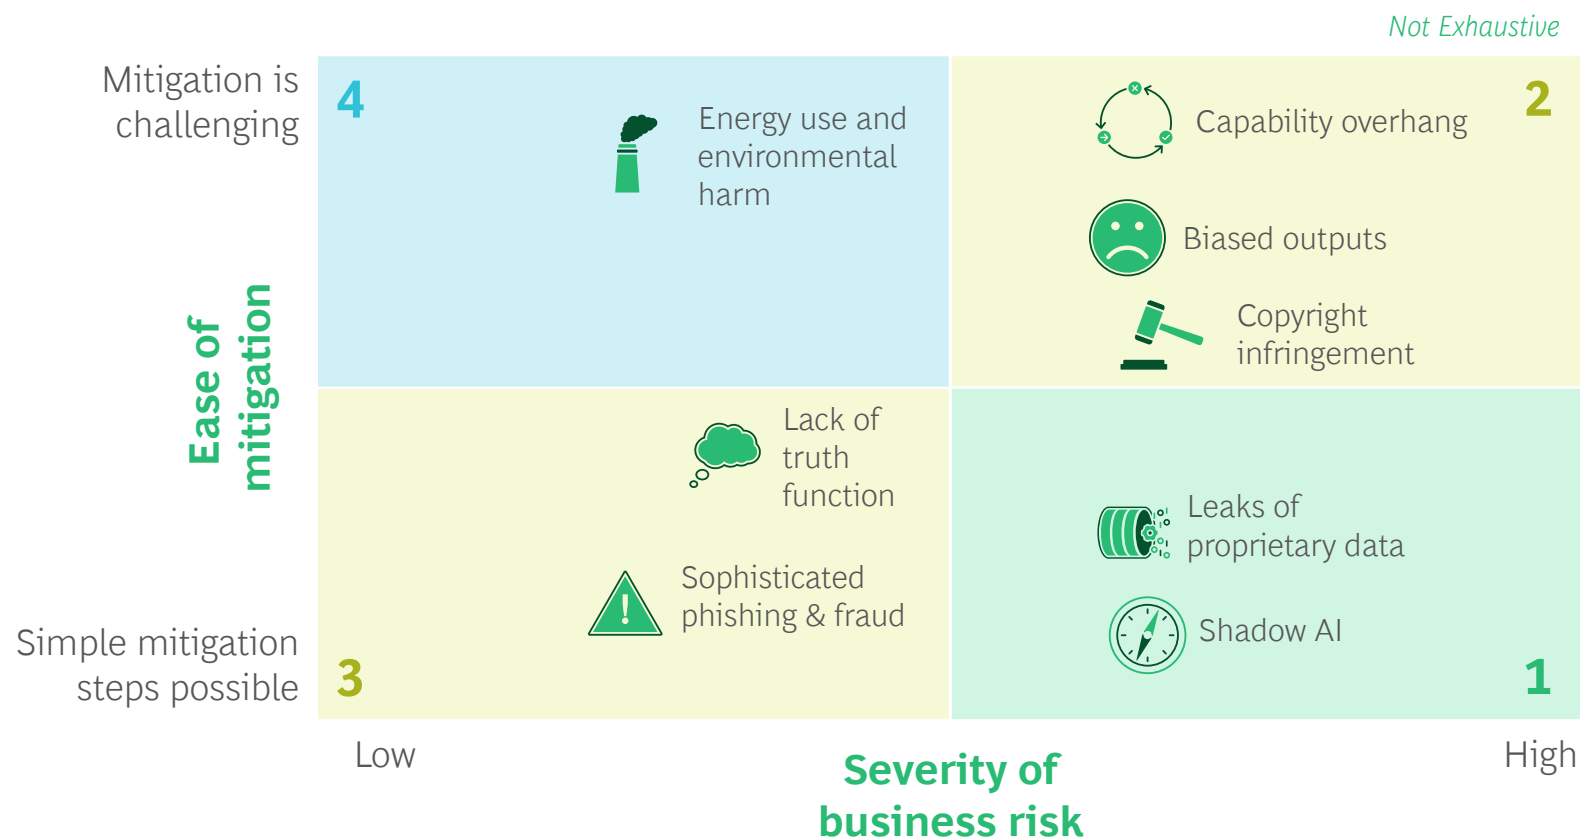 Not Exhaustive
Mitigation is
challenging
4
Energy use and
environmental
harm
Capability overhang
2
Biased outputs
Copyright
infringement
Ease of
mitigation
Lack of
truth
function
Sophisticated
phishing & fraud
Leaks of
proprietary data
Shadow AI
Simple mitigation
steps possible
3
1
Low
High
Severity of
business risk